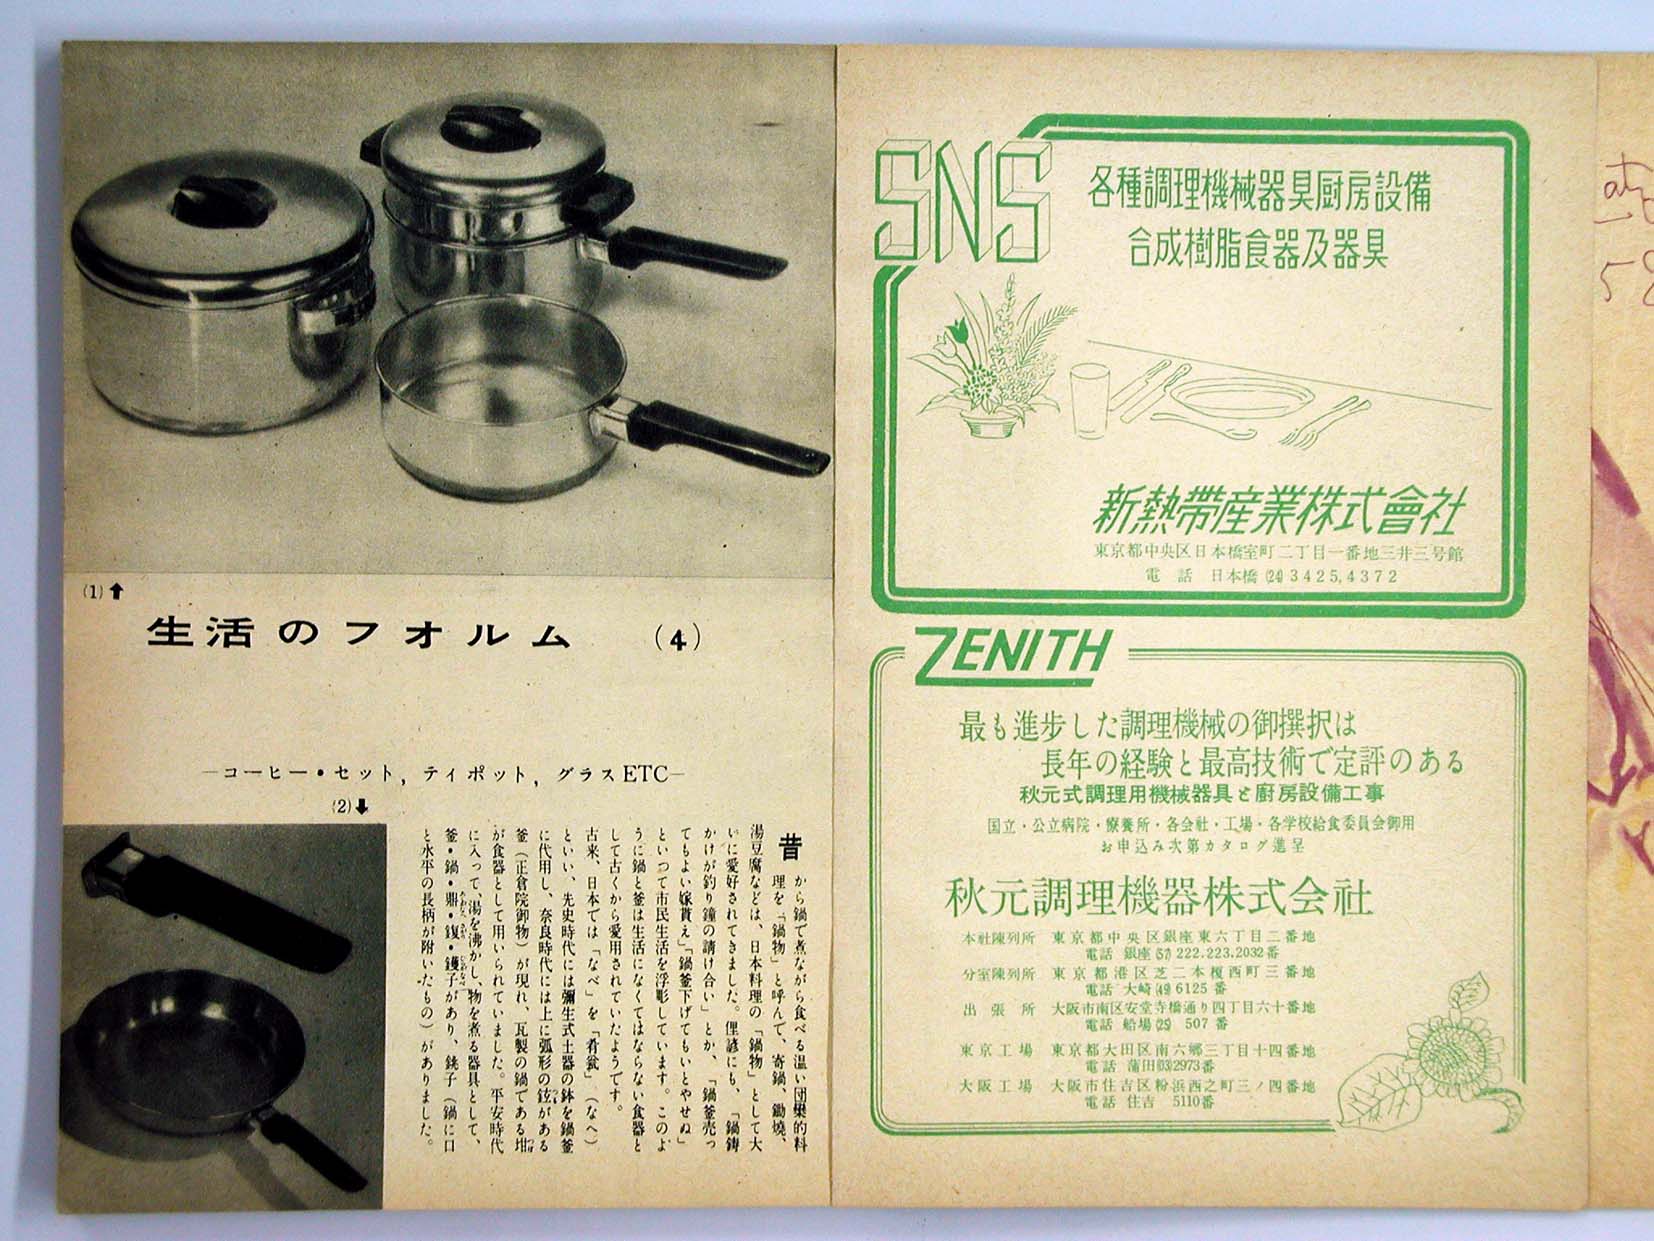 (1)
生活のフオルム (4)
―コーヒー・セット，ティポット，グラスETC―
(2)
昔から鍋で煮ながら食べる温い団欒的料
理を「鍋物」と呼んで、寄鍋、鋤燒、
湯豆腐などは、日本料理の「鍋物」として大
いに愛好されてきました。俚諺にも、「鍋鋳
かけが釣り鐘の請け合い」とか、「鍋釜売っ
てもよい嫁貰え」「鍋釜下げてもいとやせぬ」
といって市民生活を浮彫しています。このよ
うに鍋と釜は生活になくてはならない食器と
して古くから愛用されていたようです。
古来、日本では「なべ」を「肴瓮」（なへ）
といい、先史時代には彌生式土器の鉢を鍋釜
に代用し、奈良時代には上に弧形の鉉がある
釜（正倉院御物）が現れ、瓦製の鍋である堝
が食器として用いられていました。平安時代
に入って、湯を沸かし、物を煮る器具として、
釜・鍋・鼎・鍑・鑊子があり、銚子（鍋に口
と水平の長柄が附いたもの）がありました。
SNS
各種調理機械器具厨房設備
合成樹脂食器及器具
新熱帯産業株式會社
東京都中央区日本橋室町二丁目一番地三井三号館
電話 日本橋(24)3425,4372
ZENITH
最も進步した調理機械の御撰択は
長年の経験と最高技術で定評のある
秋元式調理用機械器具と廚房設備工事
国立・公立病院・療養所・各会社・工場・各学校給食委員会御用
お申込み次第カタログ進呈
秋元調理機器株式会社
本社陳列所 東京都中央区銀座東六丁目二番地
電話 銀座(57)222.223.2032番
分室陳列所 東京都港区芝二本榎西町三番地
電話 大崎(49)6125番
出張所 大阪市南区安堂寺橋通り四丁目六十番地
電話 船場(25)507番
東京工場 東京都大田区南六郷三丁目十四番地
電話 蒲田(03)2973番
大阪工場 大阪市住吉区粉浜西之町三ノ四番地
電話 住吉 5110番